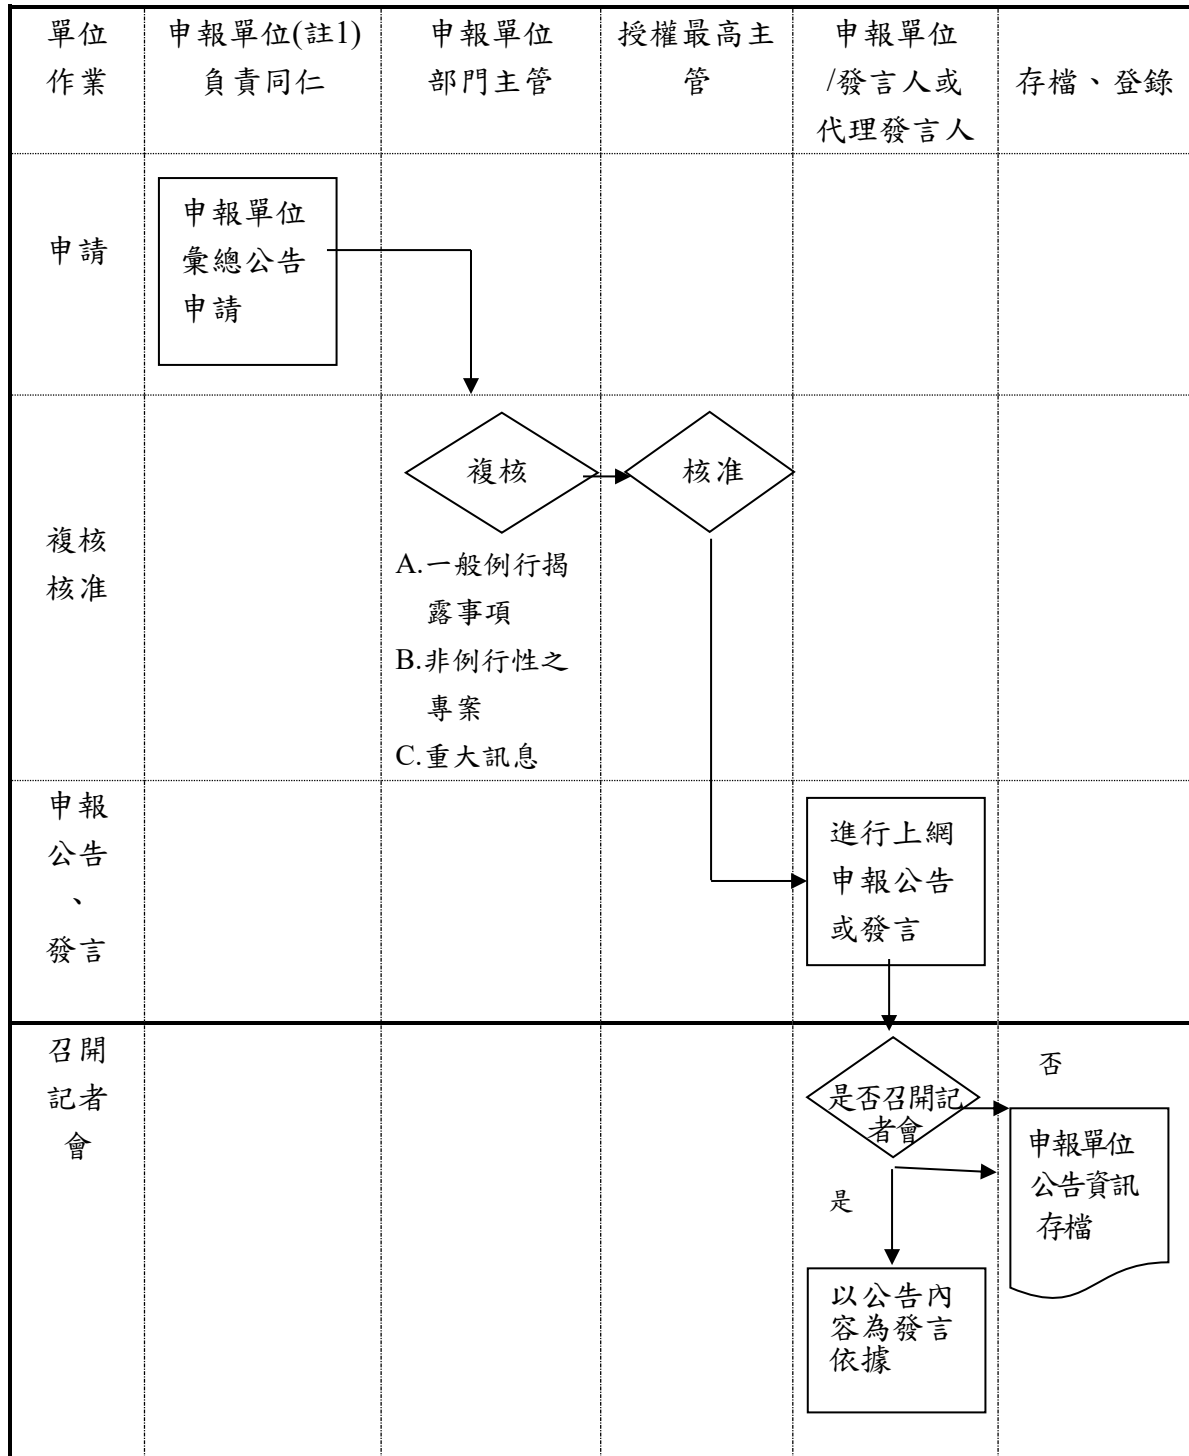 單位
作業
申報單位(註1)
負責同仁
申報單位
部門主管
授權最高主
管
申報單位
/發言人或
代理發言人
存檔、登錄
申請
申報單位
彙總公告
申請
複核
核准
複核
核准
A.一般例行揭
露事項
B.非例行性之
專案
C.重大訊息
申報
公告
、
發言
進行上網
申報公告
或發言
召開
記者
會
是否召開記
者會
否
是
申報單位
公告資訊
存檔
以公告內
容為發言
依據